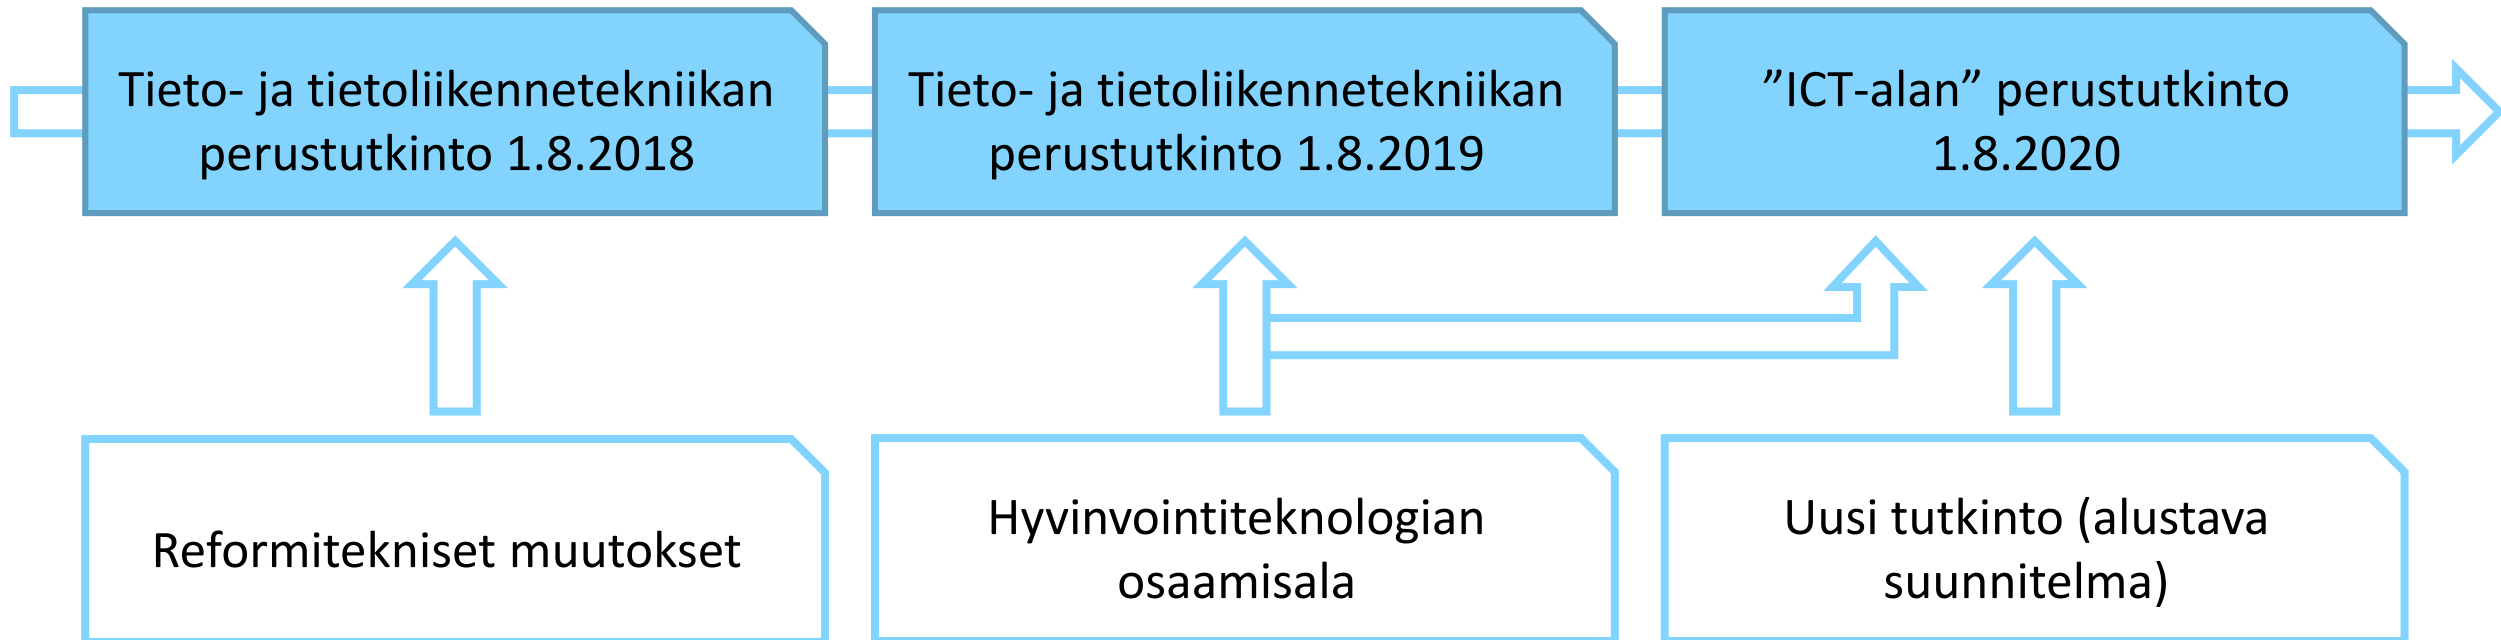 Tieto- ja tietoliikennetekniikan
perustutkinto 1.8.2018
Tieto- ja tietoliikennetekniikan
perustutkinto 1.8.2019
”ICT-alan” perustutkinto
1.8.2020
Reformitekniset muutokset
Hyvinvointiteknologian
osaamisala
Uusi tutkinto (alustava
suunnitelma)